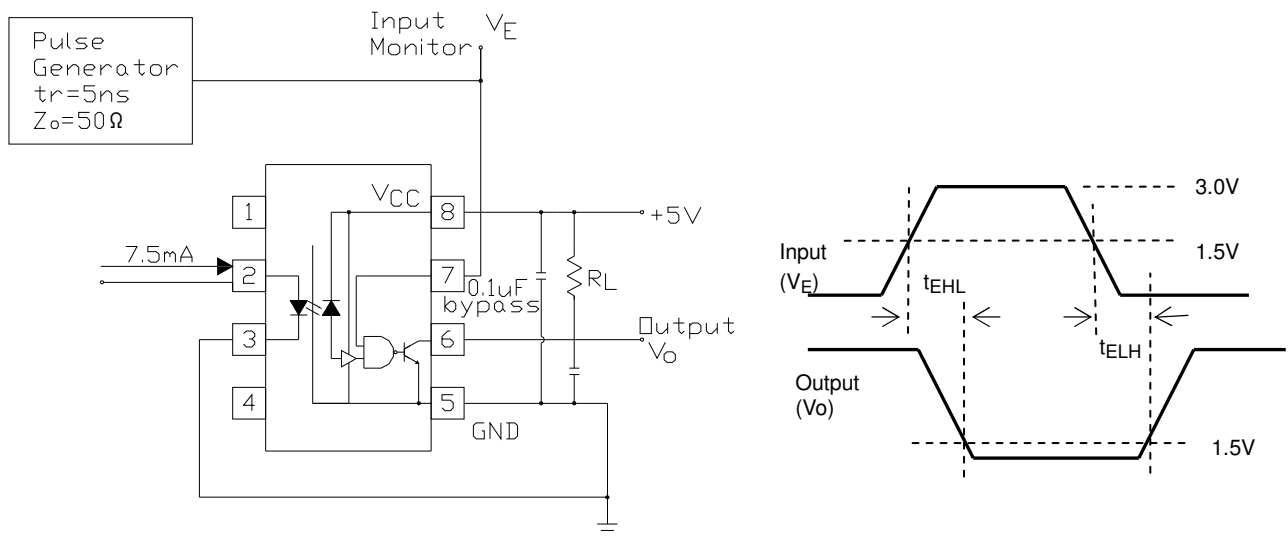 Pulse
Generator
tr=5ns
Zo=50Ω
Input
Monitor
VE
1
2
3
4
VCC
8
7
6
5
7.5mA
+5V
0.1uF
bypass
RL
Output
Vo
GND
3.0V
Input
(VE)
1.5V
tEHL
tELH
Output
(Vo)
1.5V